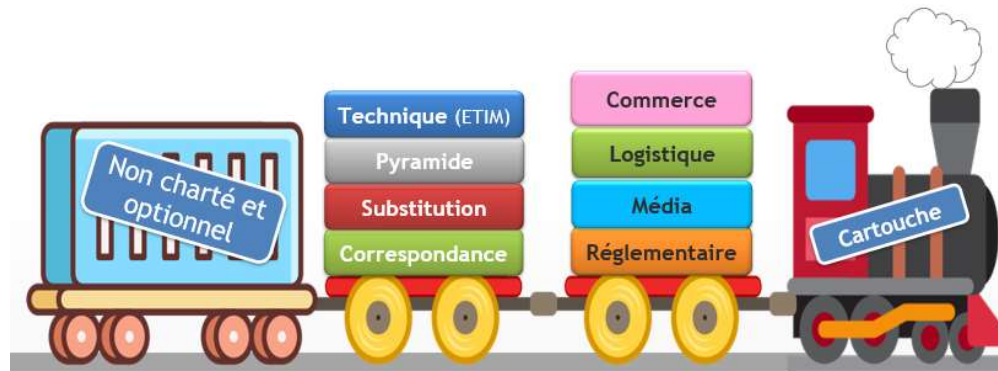 Non charté et
optionnel
Technique (ETIM)
Pyramide
Substitution
Correspondance
Commerce
Logistique
Média
Réglementaire
Cartouche